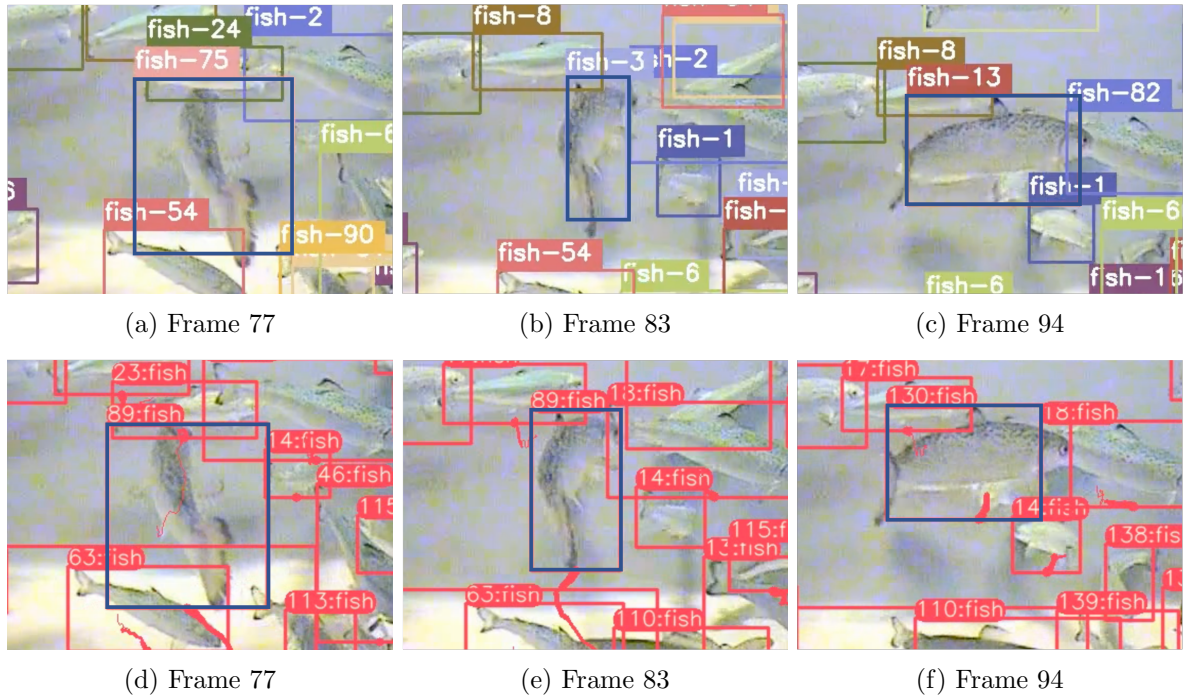 fish-24
fish-2
fish-75
fish-6
fish-54
fish-90
fish-8
fish-3
fish-1
fish-54
fish-6
fish-8
fish-13
fish-82
fish-1
fish-6
fish-6
(a) Frame 77
(b) Frame 83
(c) Frame 94
23:fish
89:fish
14:fish
46:fish
63:fish
113:fish
89:fish
18:fish
14:fish
63:fish
110:fish
17:fish
130:fish
18:fish
138:fish
110:fish
139:fish
(d) Frame 77
(e) Frame 83
(f) Frame 94